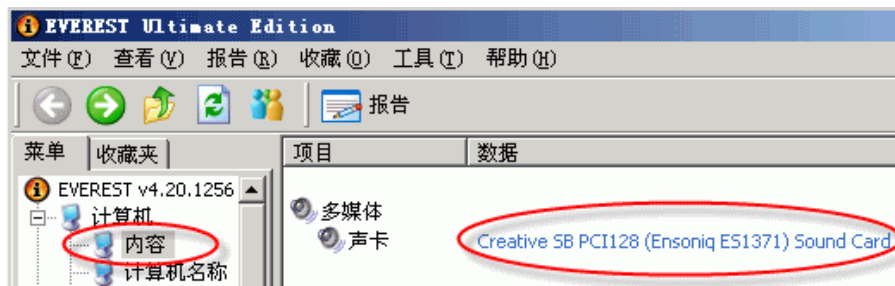 EVEREST Ultimate Edition
文件(F) 查看(V) 报告(R) 收藏(O) 工具(T) 帮助(H)
报告
菜单 收藏夹 项目 数据
EVEREST v4.20.1256
计算机
多媒体
内容
声卡 Creative SB PCI128 (Ensoniq ES1371) Sound Card
计算机名称